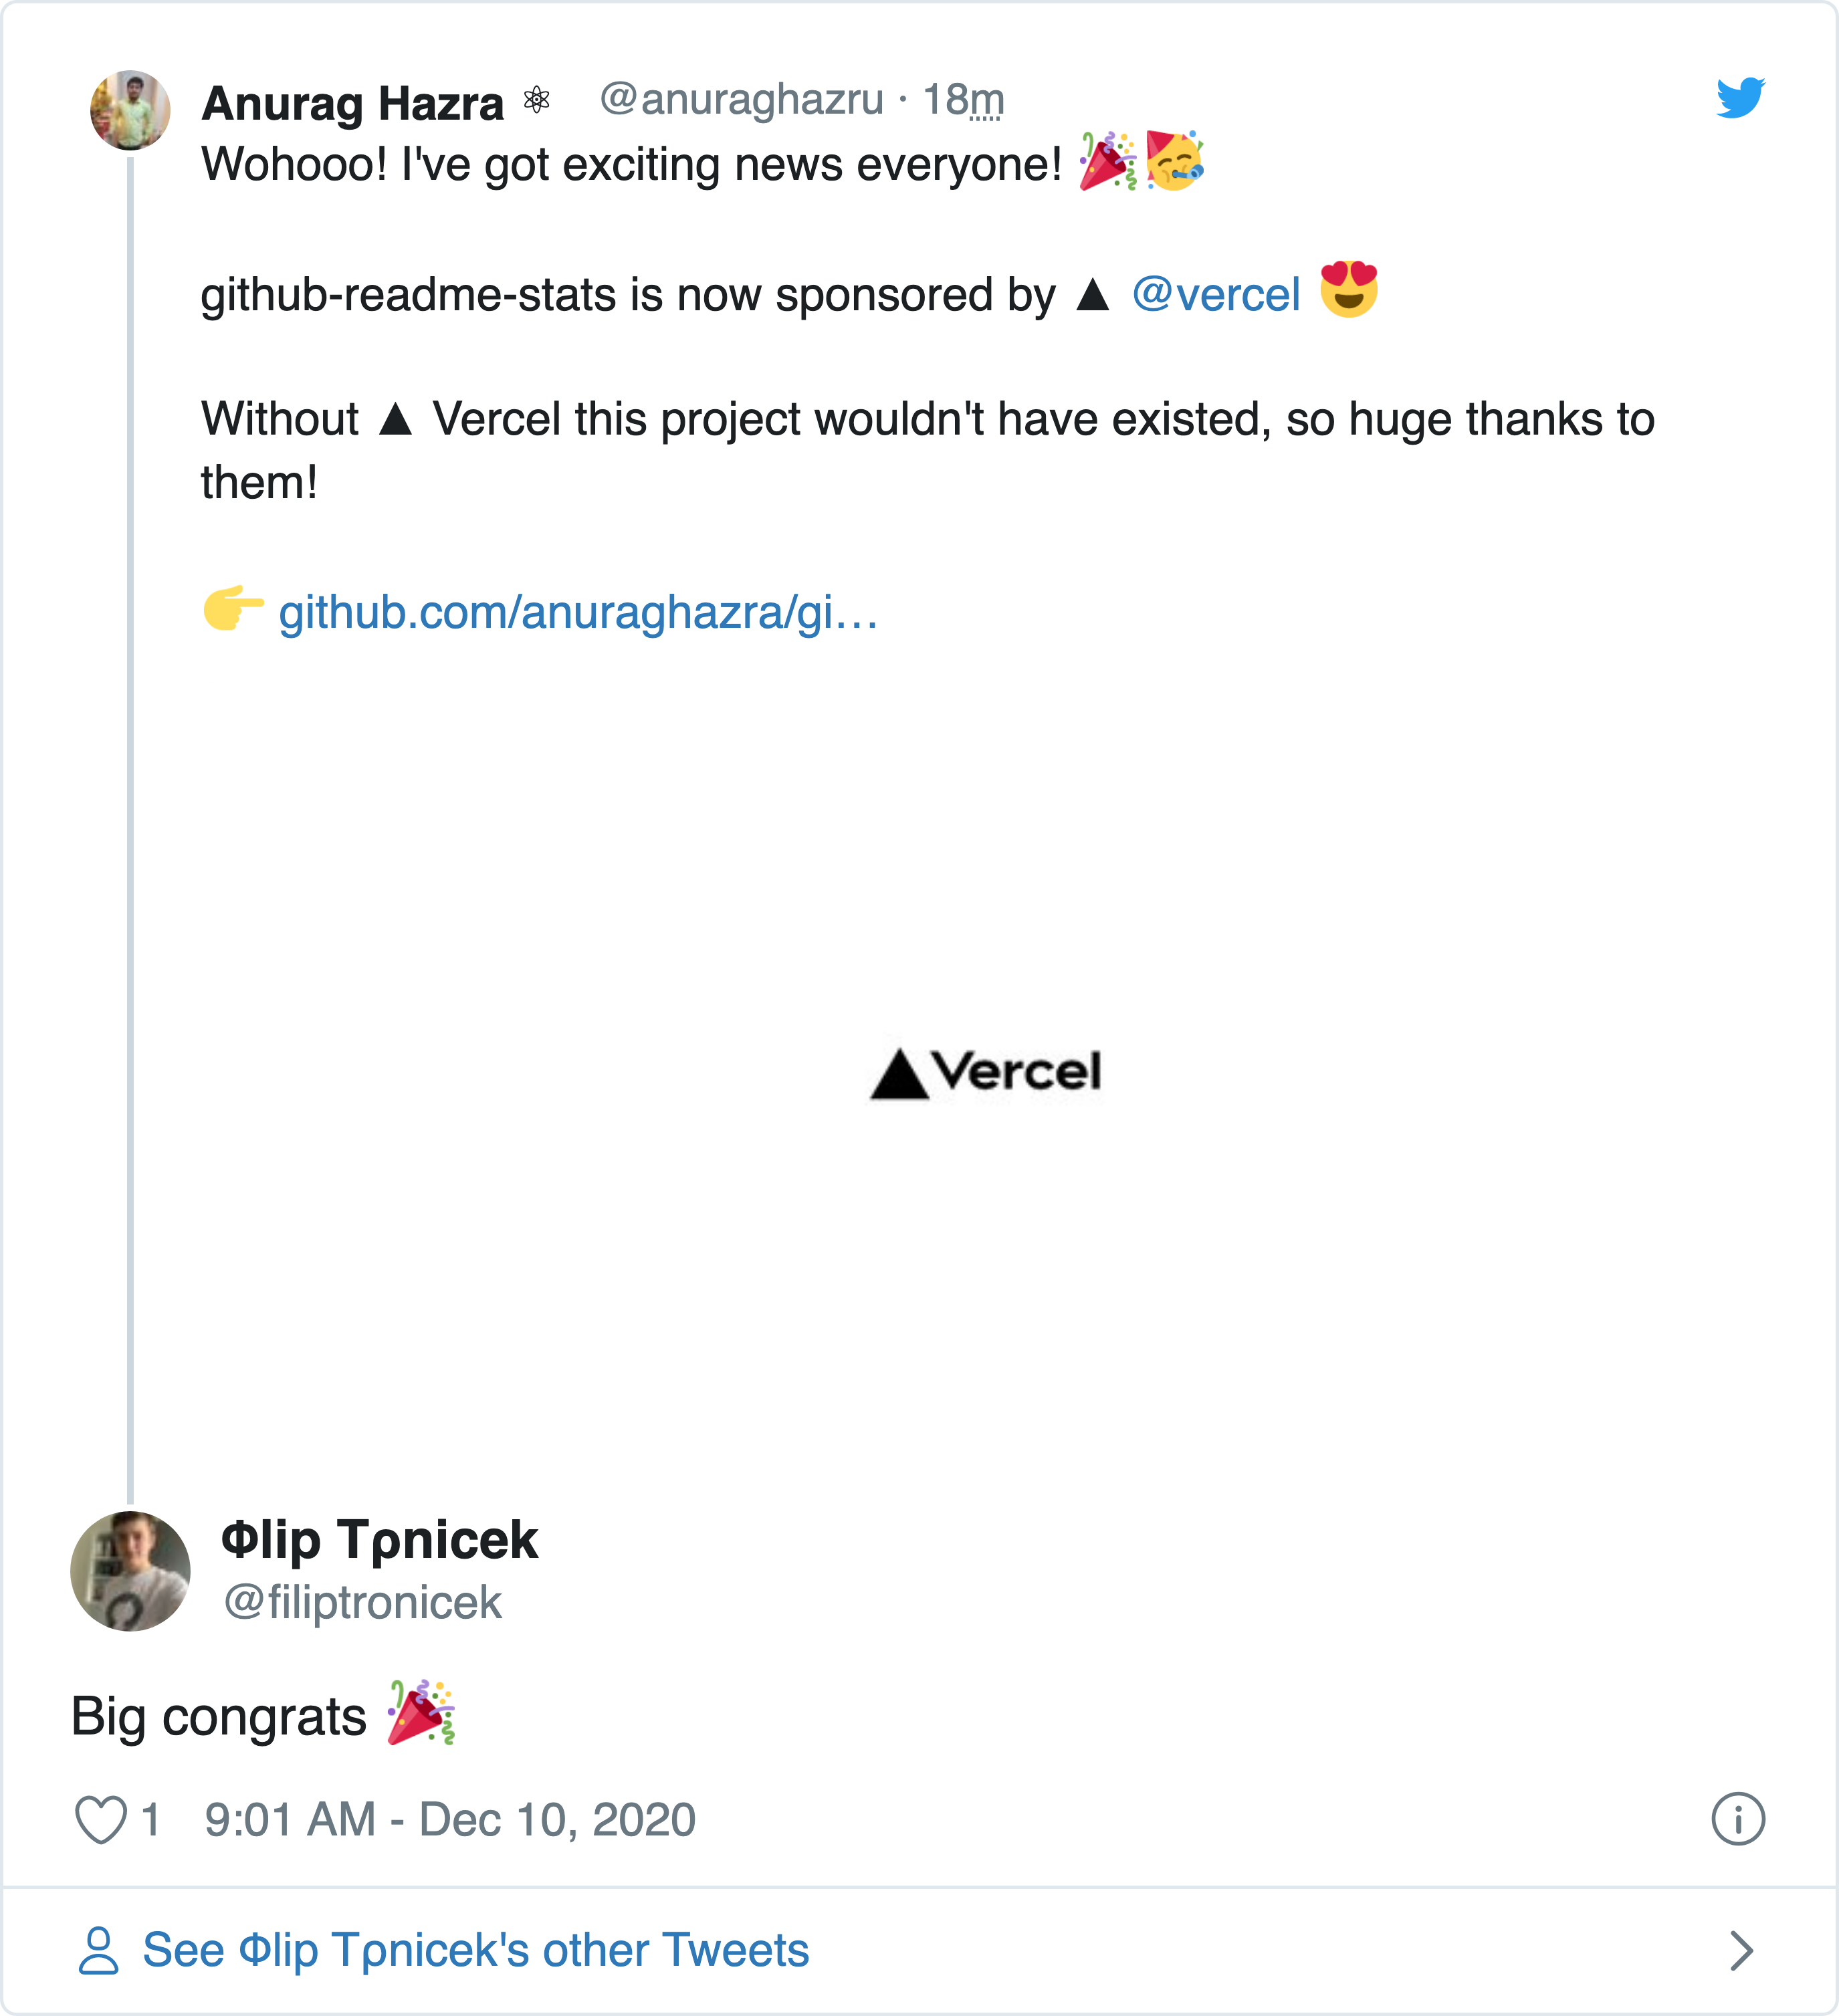 Anurag Hazra ⚛ @anuraghazru · 18m
Wohooo! I've got exciting news everyone! 🎉🥳
github-readme-stats is now sponsored by ▲ @vercel 😍
Without ▲ Vercel this project wouldn't have existed, so huge thanks to
them!
👉 github.com/anuraghazra/gi…
▲Vercel
Φlip Tρnicek
@filiptronicek
Big congrats 🎉
1 9:01 AM - Dec 10, 2020
See Φlip Tρnicek's other Tweets